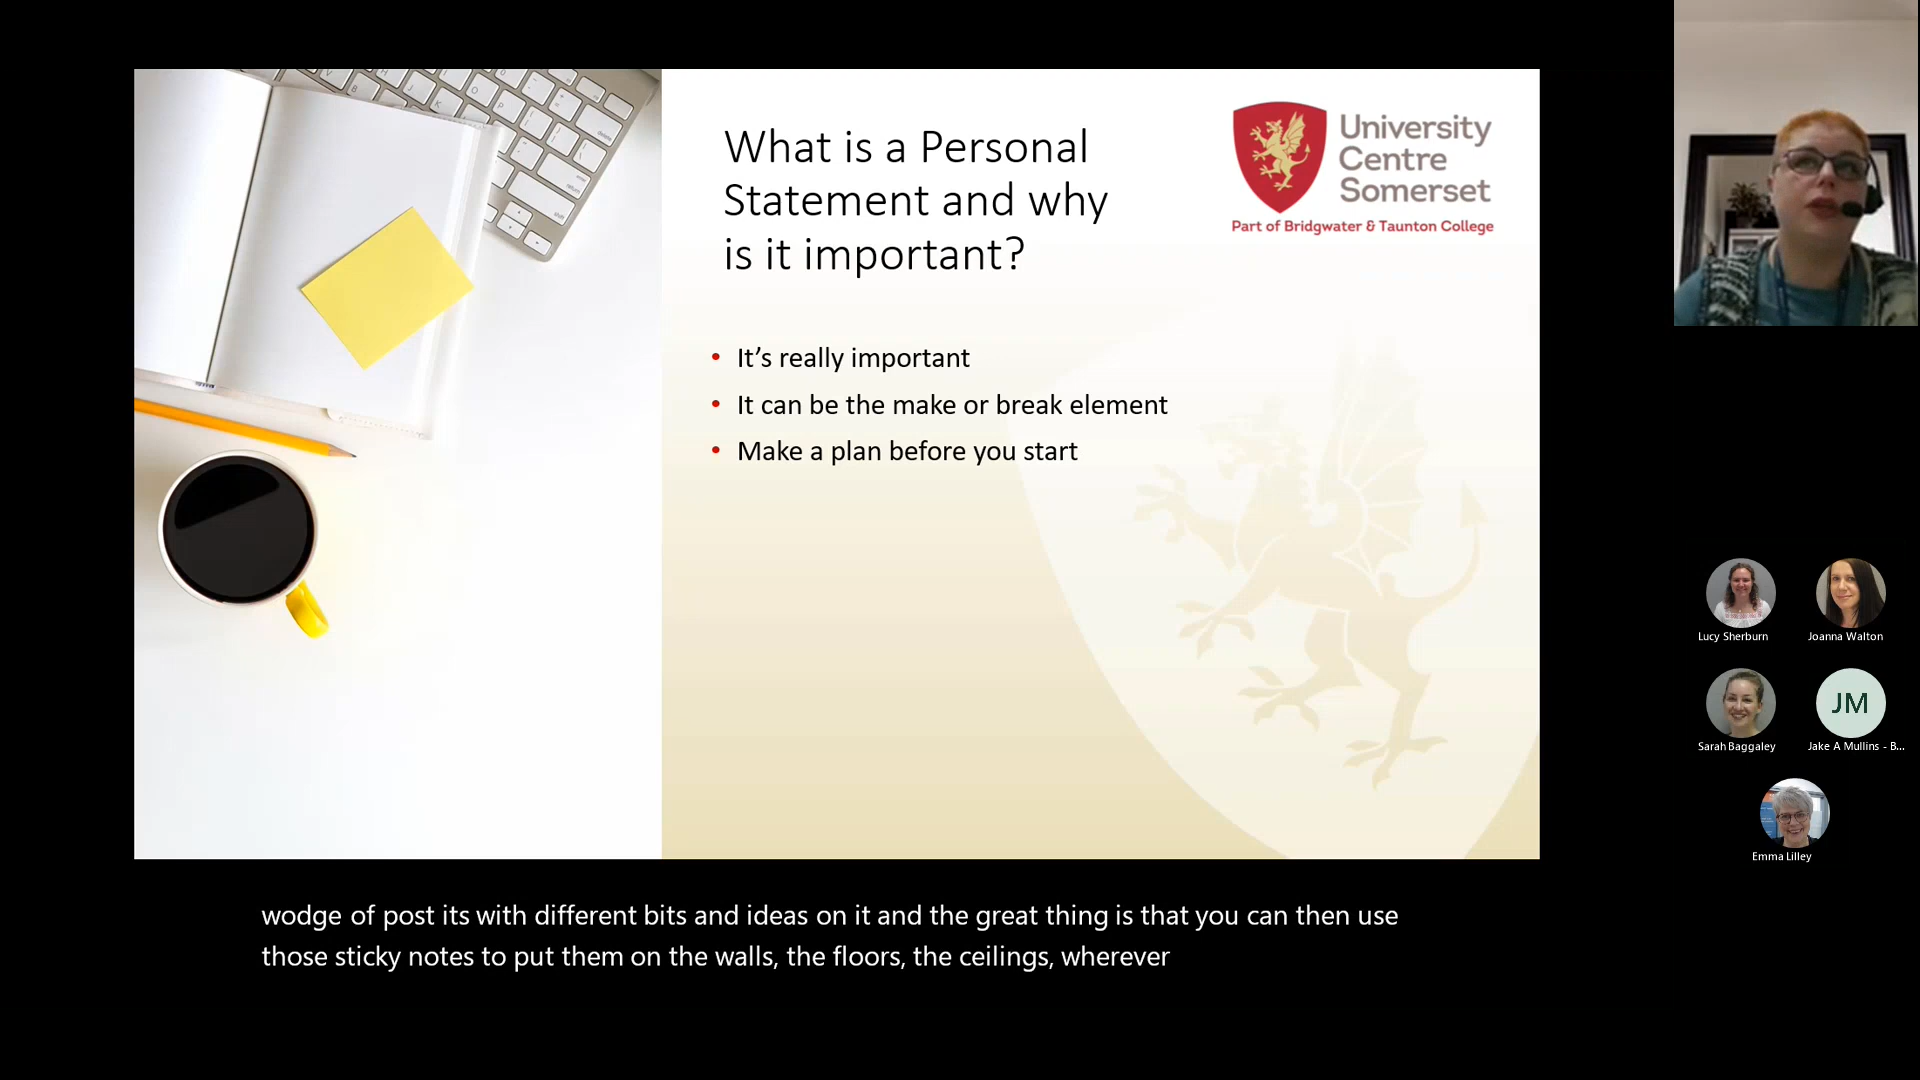 What is a Personal
Statement and why
is it important?
University
Centre
Somerset
Part of Bridgwater & Taunton College
• It’s really important
• It can be the make or break element
• Make a plan before you start
Lucy Sherburn
Joanna Walton
JM
Sarah Baggaley
Jake A Mullins - B...
Emma Lilley
wodge of post its with different bits and ideas on it and the great thing is that you can then use
those sticky notes to put them on the walls, the floors, the ceilings, wherever